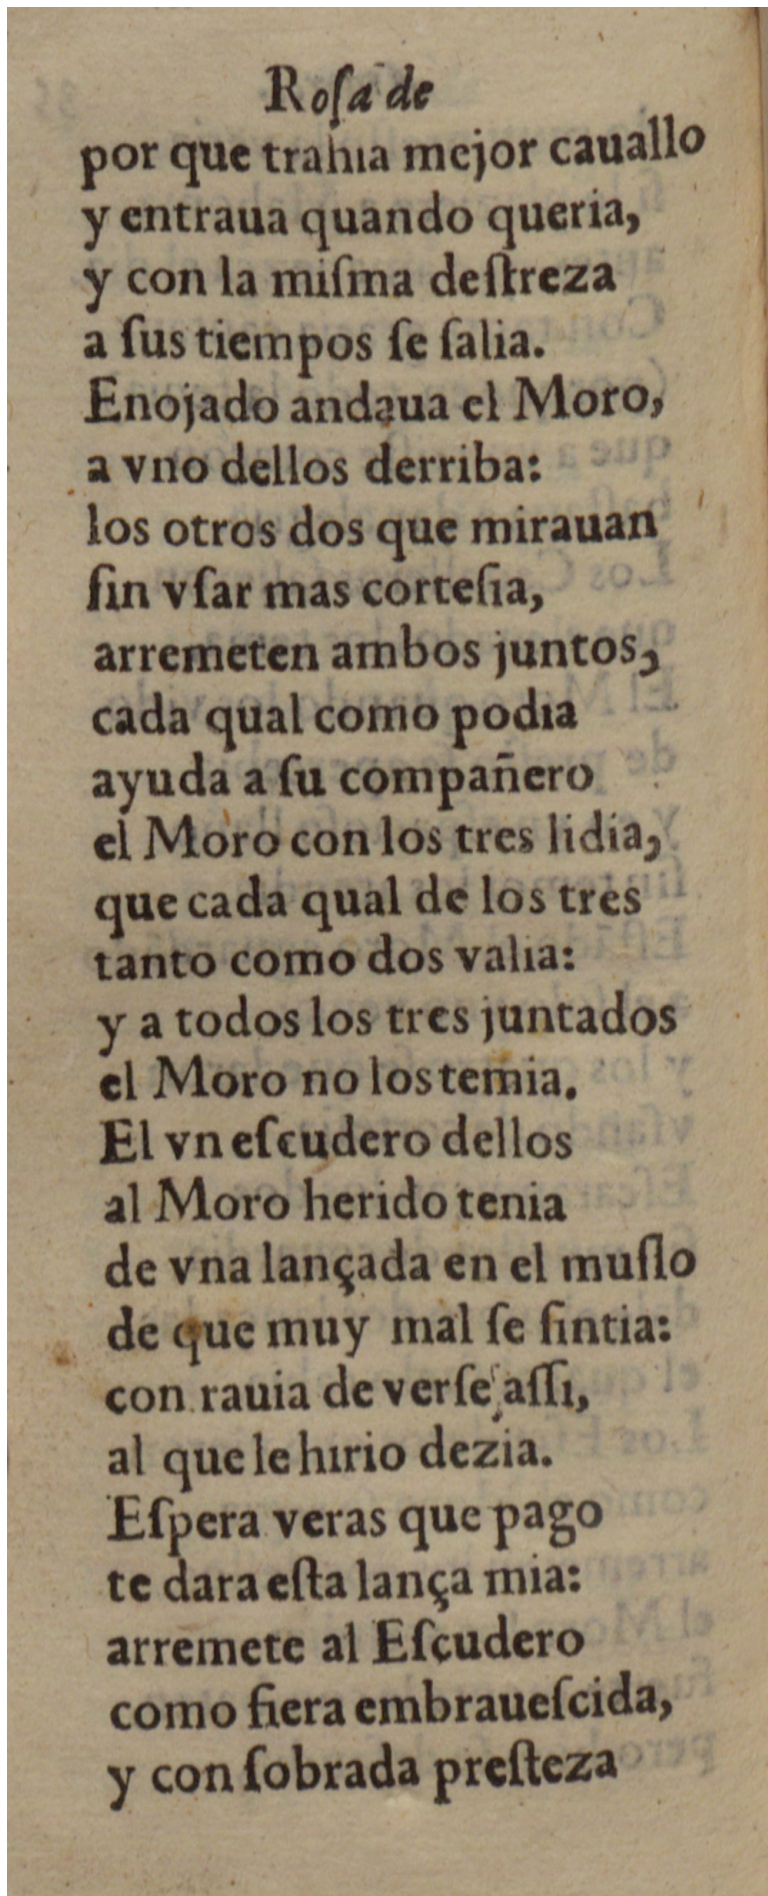 Roſa de
por que trahia mejor cauallo
y entraua quando queria,
y con la miſma deſtreza
a ſus tiempos ſe ſalia.
Enojado andaua el Moro,
a vno dellos derriba:
los otros dos que mirauan
ſin vſar mas corteſia,
arremeten ambos juntos,
cada qual como podia
ayuda a ſu compañero
el Moro con los tres lidia,
que cada qual de los tres
tanto como dos valia:
y a todos los tres juntados
el Moro no los temia.
El vn eſcudero dellos
al Moro herido tenia
de vna lançada en el muſlo
de que muy mal ſe ſintia:
con rauia de verſe aſſi,
al que le hirio dezia.
Eſpera veras que pago
te dara eſta lança mia:
arremete al Eſcudero
como fiera embraueſcida,
y con ſobrada preſteza